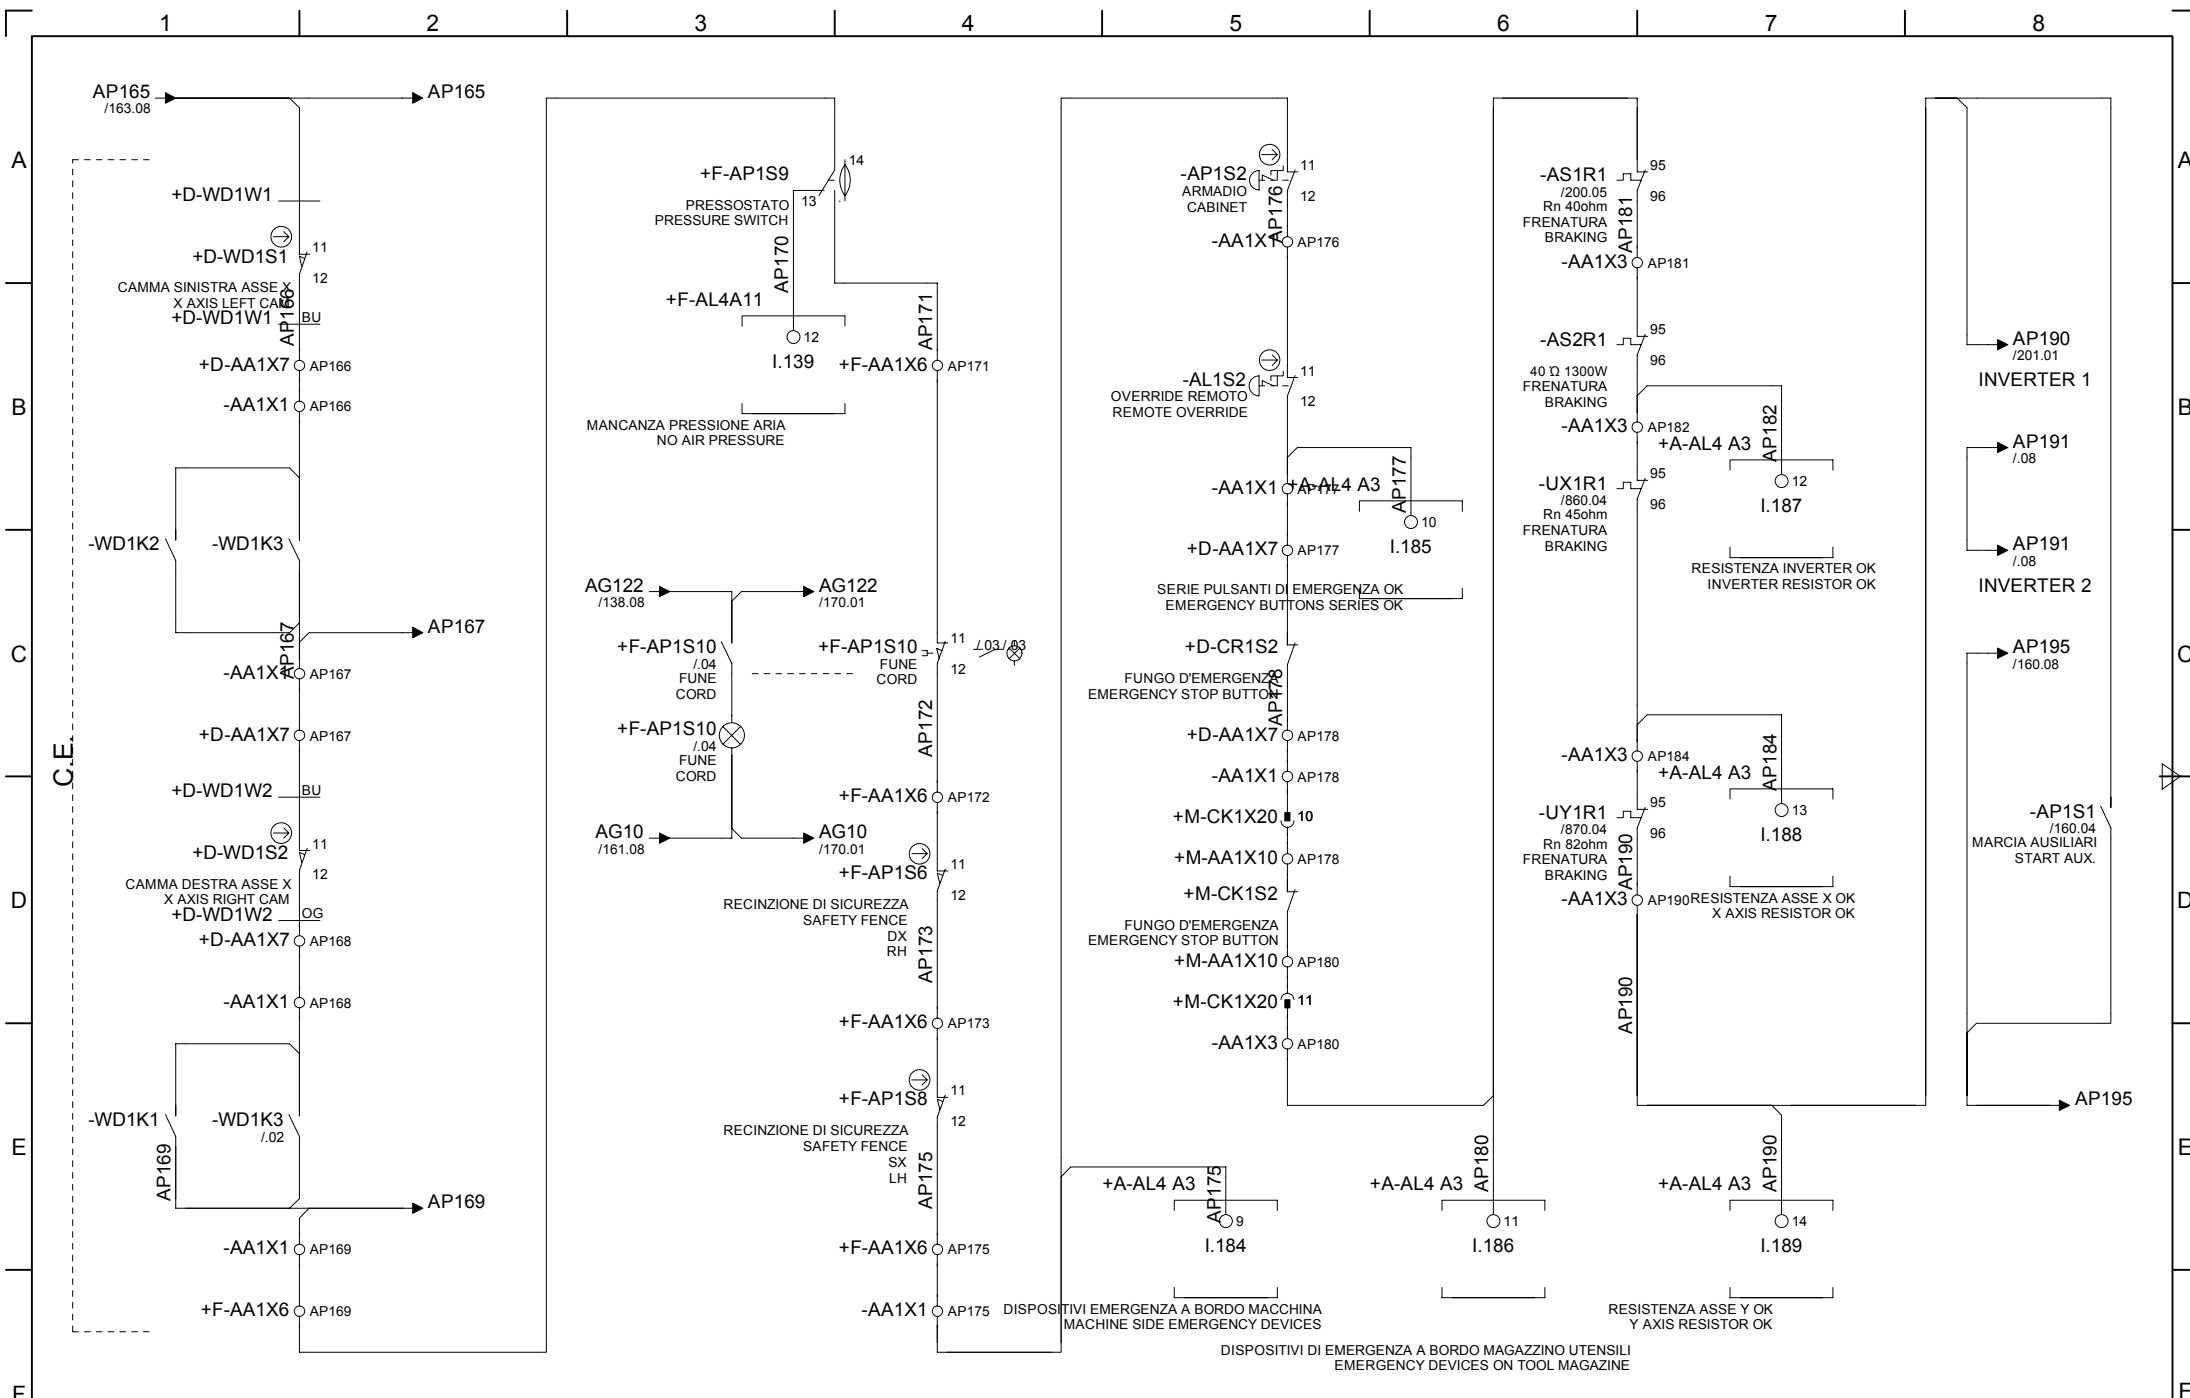 1 2 3 4 5 6 7 8
A
B
C
D
E
F
AP165
/163.08
AP165
+D-WD1W1
+D-WD1S1
11
12
CAMMA SINISTRA ASSE X
X AXIS LEFT CAM
AP166
+D-WD1W1
BU
+D-AA1X7
AP166
-AA1X1
AP166
-WD1K2
-WD1K3
AP167
AP167
-AA1X1
AP167
+D-AA1X7
AP167
C.E.
+D-WD1W2
BU
+D-WD1S2
11
12
CAMMA DESTRA ASSE X
X AXIS RIGHT CAM
+D-WD1W2
OG
+D-AA1X7
AP168
-AA1X1
AP168
-WD1K1
-WD1K3
/.02
AP169
AP169
-AA1X1
AP169
+F-AA1X6
AP169
+F-AP1S9
14
13
PRESSOSTATO
PRESSURE SWITCH
AP170
+F-AL4A11
12
I.139
MANCANZA PRESSIONE ARIA
NO AIR PRESSURE
AG122
/138.08
AG122
/170.01
+F-AP1S10
/.04
FUNE
CORD
+F-AP1S10
/.04
FUNE
CORD
AG10
/161.08
AG10
/170.01
AP171
+F-AA1X6
AP171
+F-AP1S10
FUNE
CORD
11
12
/.03
/.03
AP172
+F-AA1X6
AP172
+F-AP1S6
11
12
RECINZIONE DI SICUREZZA
SAFETY FENCE
DX
RH
AP173
+F-AA1X6
AP173
+F-AP1S8
11
12
RECINZIONE DI SICUREZZA
SAFETY FENCE
SX
LH
AP175
+F-AA1X6
AP175
-AA1X1
AP175
-AP1S2
ARMADIO
CABINET
11
12
AP176
-AA1X1
AP176
-AL1S2
OVERRIDE REMOTO
REMOTE OVERRIDE
11
12
-AA1X1
AP177
+A-AL4 A3
AP177
10
I.185
+D-AA1X7
AP177
SERIE PULSANTI DI EMERGENZA OK
EMERGENCY BUTTONS SERIES OK
+D-CR1S2
FUNGO D'EMERGENZA
EMERGENCY STOP BUTTON
AP178
+D-AA1X7
AP178
-AA1X1
AP178
+M-CK1X20
10
+M-AA1X10
AP178
+M-CK1S2
FUNGO D'EMERGENZA
EMERGENCY STOP BUTTON
+M-AA1X10
AP180
+M-CK1X20
11
-AA1X3
AP180
+A-AL4 A3
AP175
9
I.184
DISPOSITIVI EMERGENZA A BORDO MACCHINA
MACHINE SIDE EMERGENCY DEVICES
+A-AL4 A3
AP180
11
I.186
DISPOSITIVI DI EMERGENZA A BORDO MAGAZZINO UTENSILI
EMERGENCY DEVICES ON TOOL MAGAZINE
-AS1R1
/200.05
Rn 40ohm
FRENATURA
BRAKING
95
96
AP181
-AA1X3
AP181
-AS2R1
95
96
40 Ω 1300W
FRENATURA
BRAKING
-AA1X3
AP182
+A-AL4 A3
AP182
12
I.187
-UX1R1
/860.04
Rn 45ohm
FRENATURA
BRAKING
95
96
RESISTENZA INVERTER OK
INVERTER RESISTOR OK
-AA1X3
AP184
+A-AL4 A3
AP184
13
I.188
-UY1R1
/870.04
Rn 82ohm
FRENATURA
BRAKING
95
96
AP190
-AA1X3
AP190
RESISTENZA ASSE X OK
X AXIS RESISTOR OK
AP190
+A-AL4 A3
AP190
14
I.189
RESISTENZA ASSE Y OK
Y AXIS RESISTOR OK
AP190
/201.01
INVERTER 1
AP191
/.08
AP191
/.08
INVERTER 2
AP195
/160.08
-AP1S1
/160.04
MARCIA AUSILIARI
START AUX.
AP195
A
B
C
D
E
F